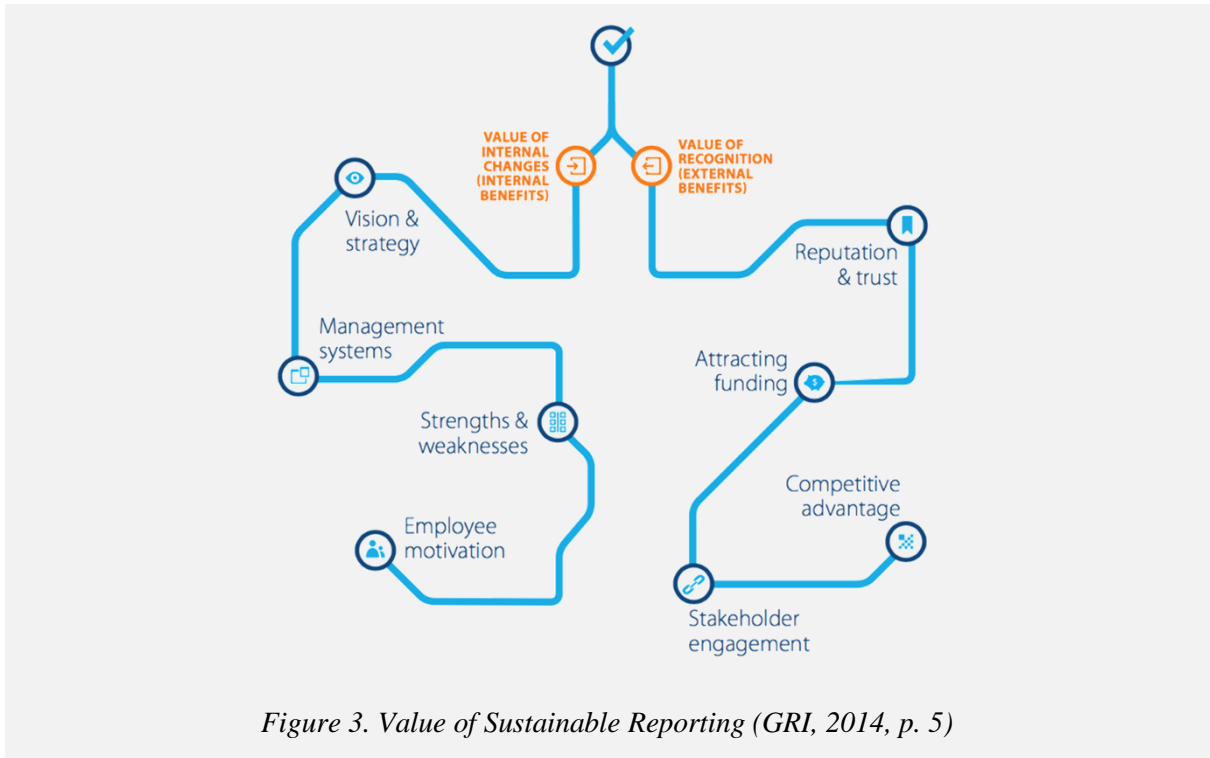 VALUE OF
INTERNAL
CHANGES
(INTERNAL
BENEFITS)
VALUE OF
RECOGNITION
(EXTERNAL
BENEFITS)
Vision &
strategy
Management
systems
Strengths &
weaknesses
Employee
motivation
Reputation
& trust
Attracting
funding
$
Stakeholder
engagement
Competitive
advantage
Figure 3. Value of Sustainable Reporting (GRI, 2014, p. 5)